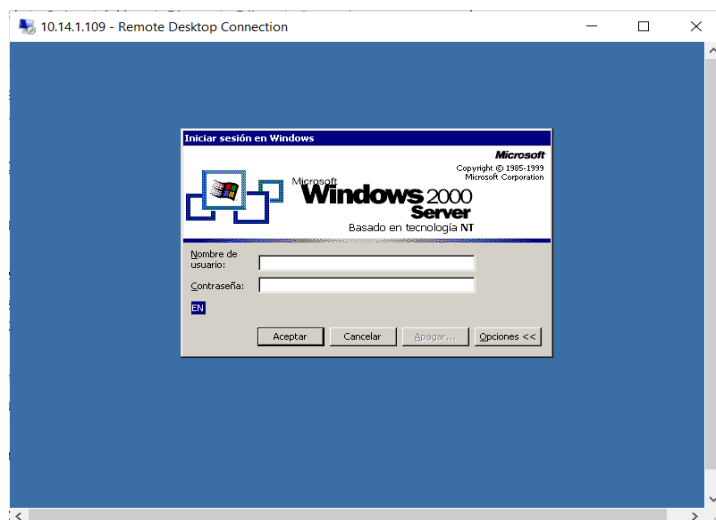 10.14.1.109 - Remote Desktop Connection
Iniciar sesión en Windows
Microsoft
Copyright © 1985-1999
Microsoft Corporation
Microsoft
Windows 2000
Server
Basado en tecnología NT
Nombre de
usuario:
Contraseña:
EN
Aceptar Cancelar Apagar... Opciones <<